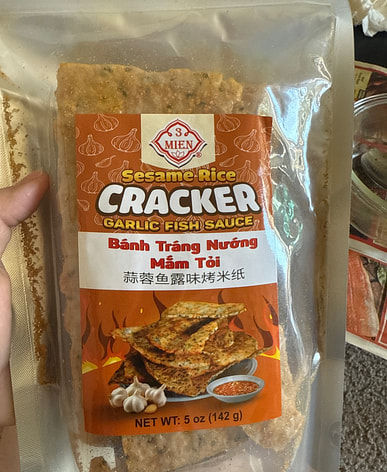 3
MIEN
®
Sesame Rice
CRACKER
GARLIC FISH SAUCE
Bánh Tráng Nướng
Mắm Tỏi
蒜蓉鱼露味烤米纸
NET WT: 5 oz (142 g)